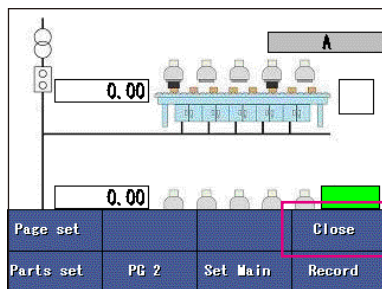 A
0.00
0.00
Page set
Close
Parts set
PG 2
Set Main
Record